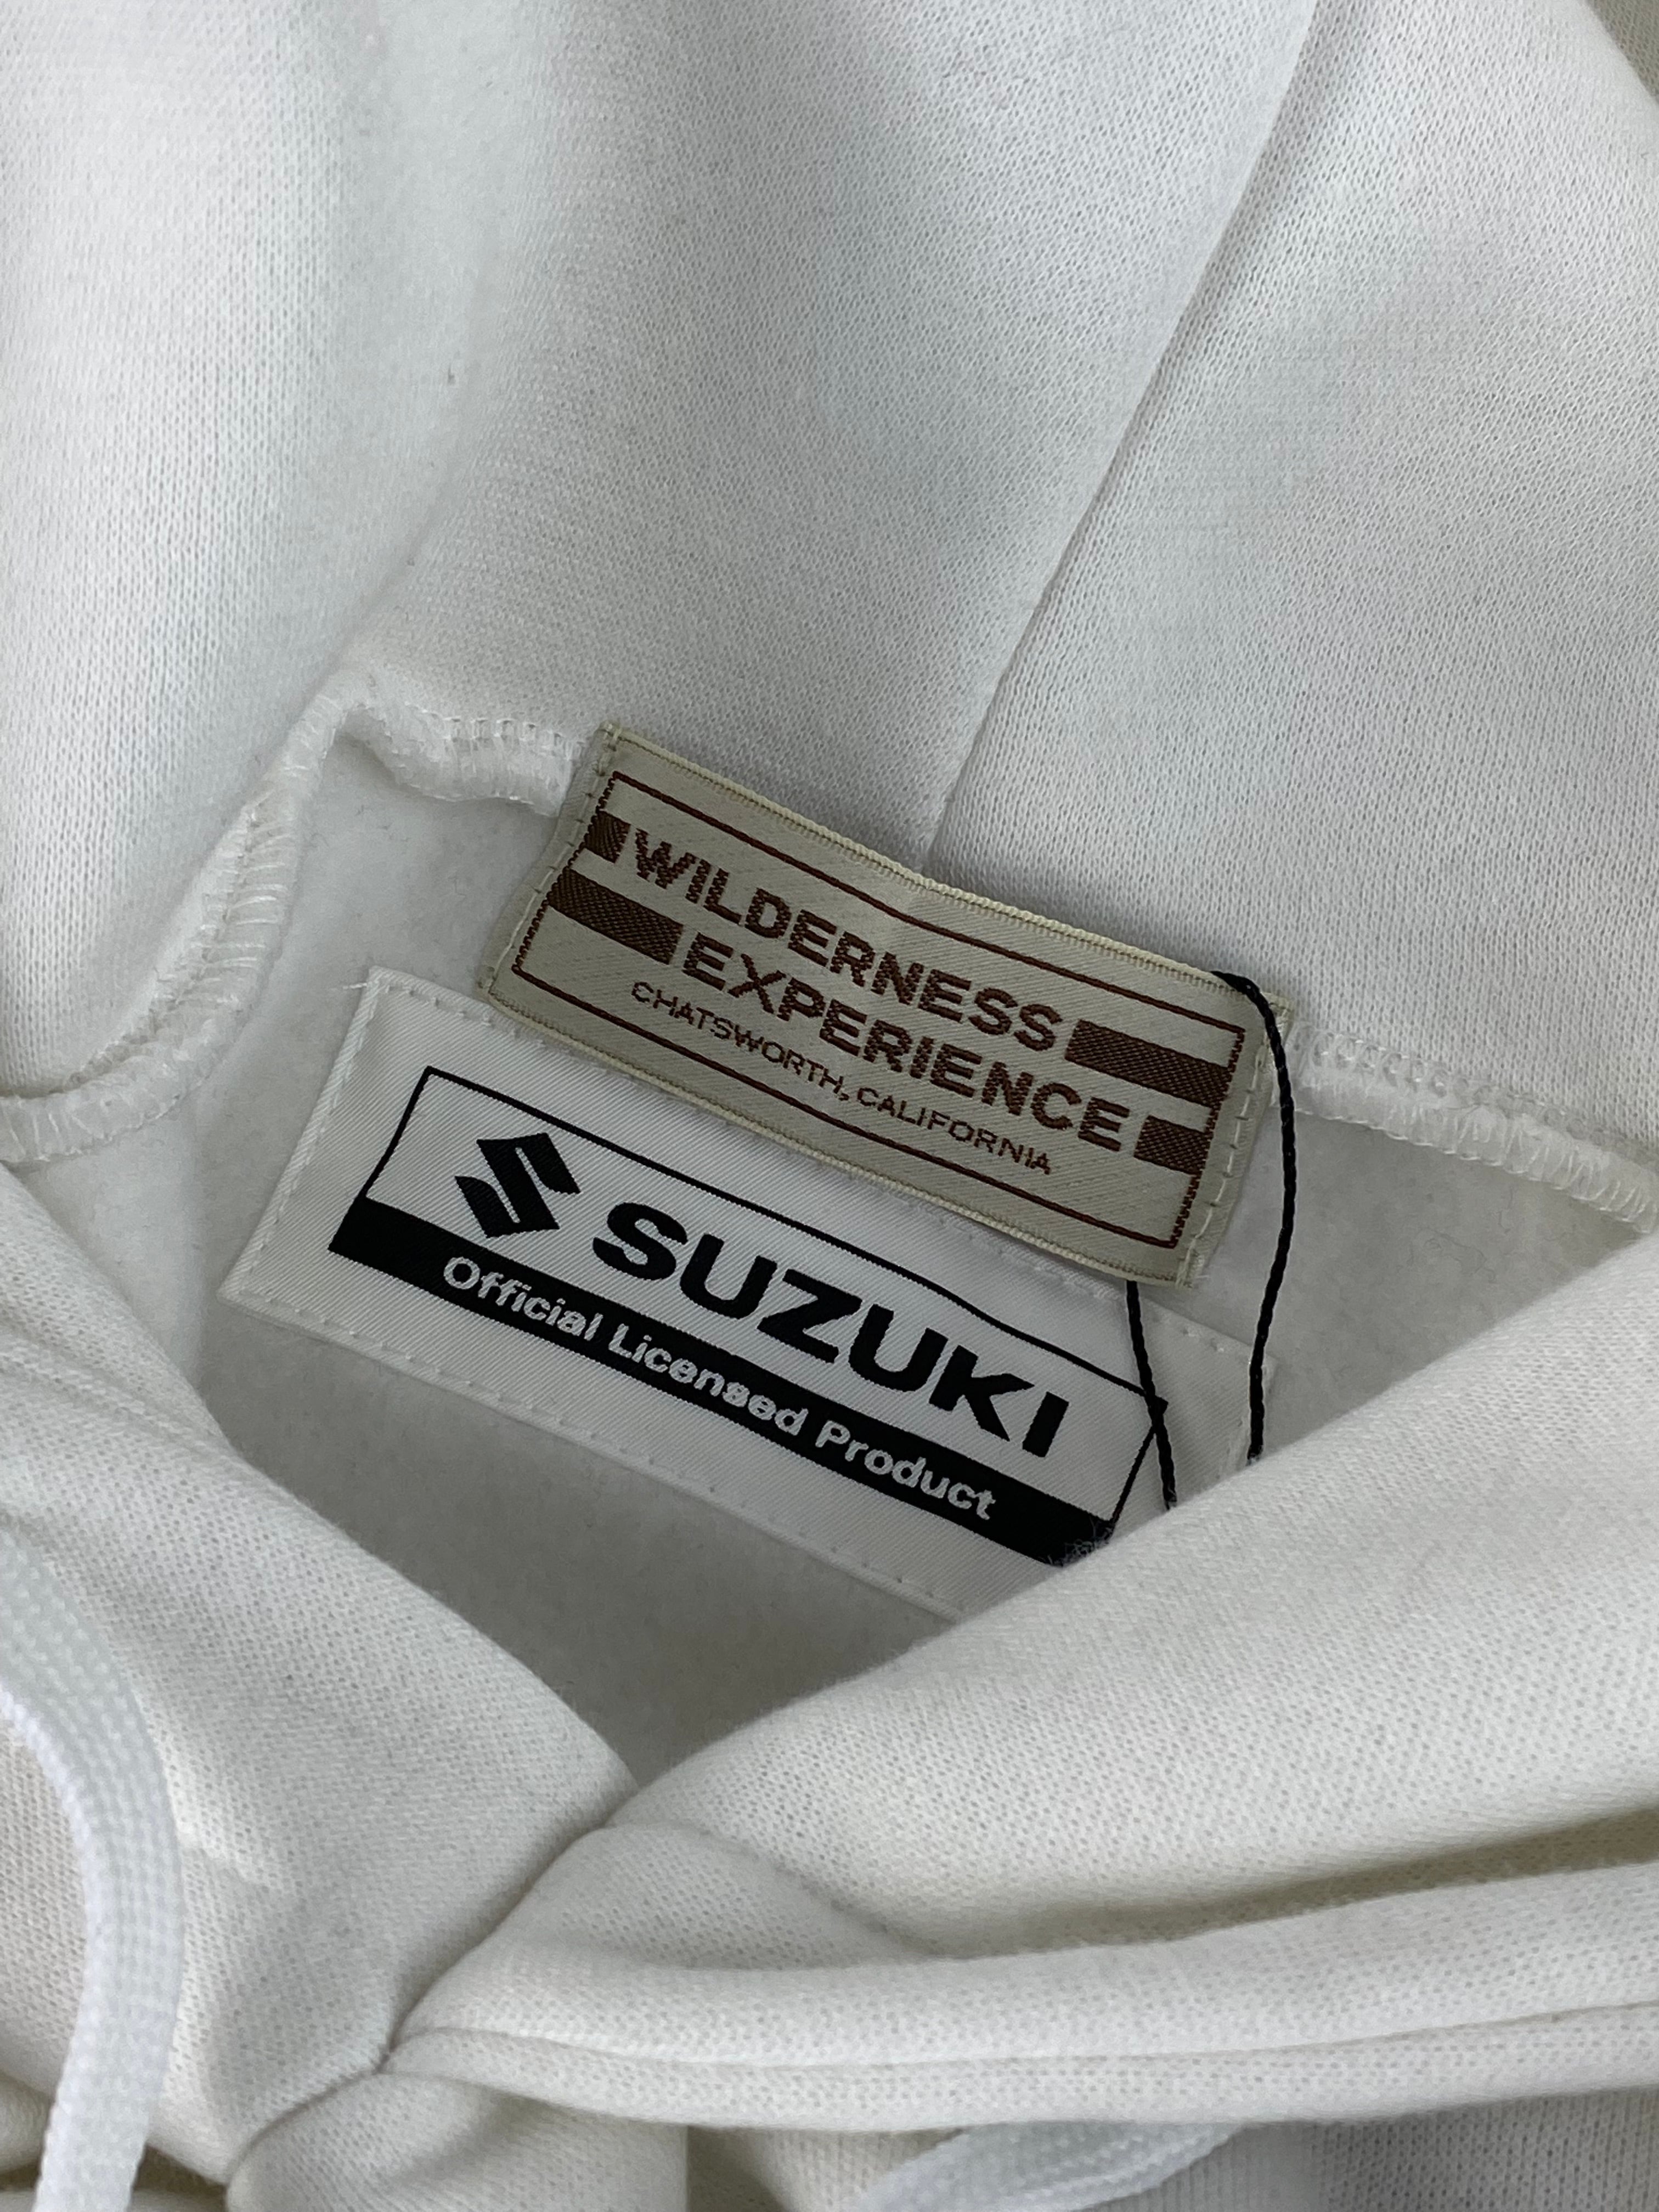 WILDERNESS
EXPERIENCE
CHATSWORTH, CALIFORNIA
SUZUKI
Official Licensed Product